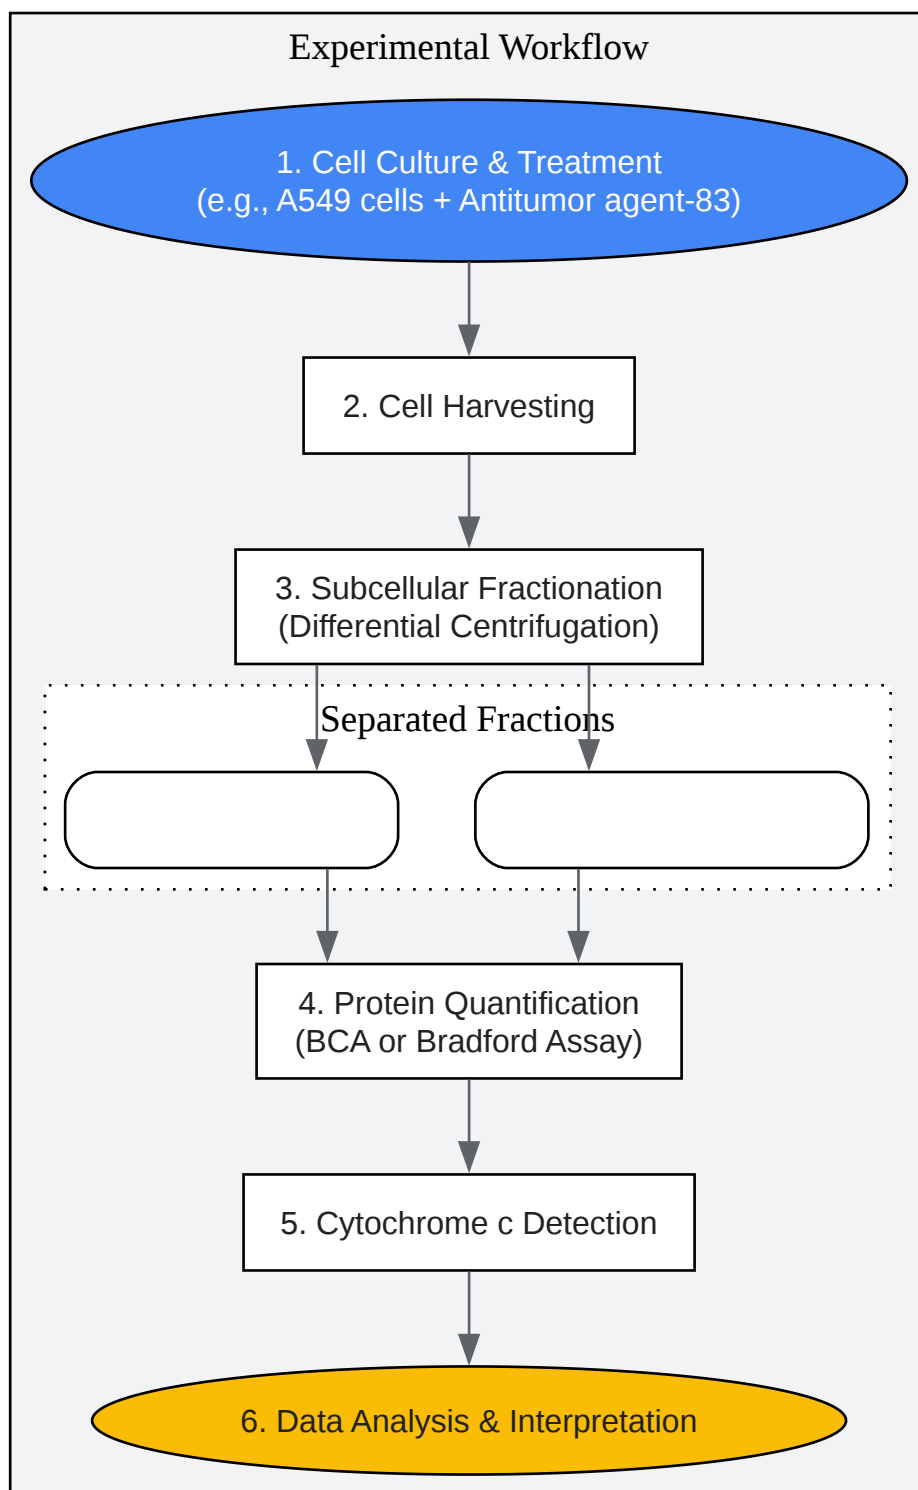 Experimental Workflow
1. Cell Culture & Treatment
(e.g., A549 cells + Antitumor agent-83)
2. Cell Harvesting
3. Subcellular Fractionation
(Differential Centrifugation)
Separated Fractions
4. Protein Quantification
(BCA or Bradford Assay)
5. Cytochrome c Detection
6. Data Analysis & Interpretation